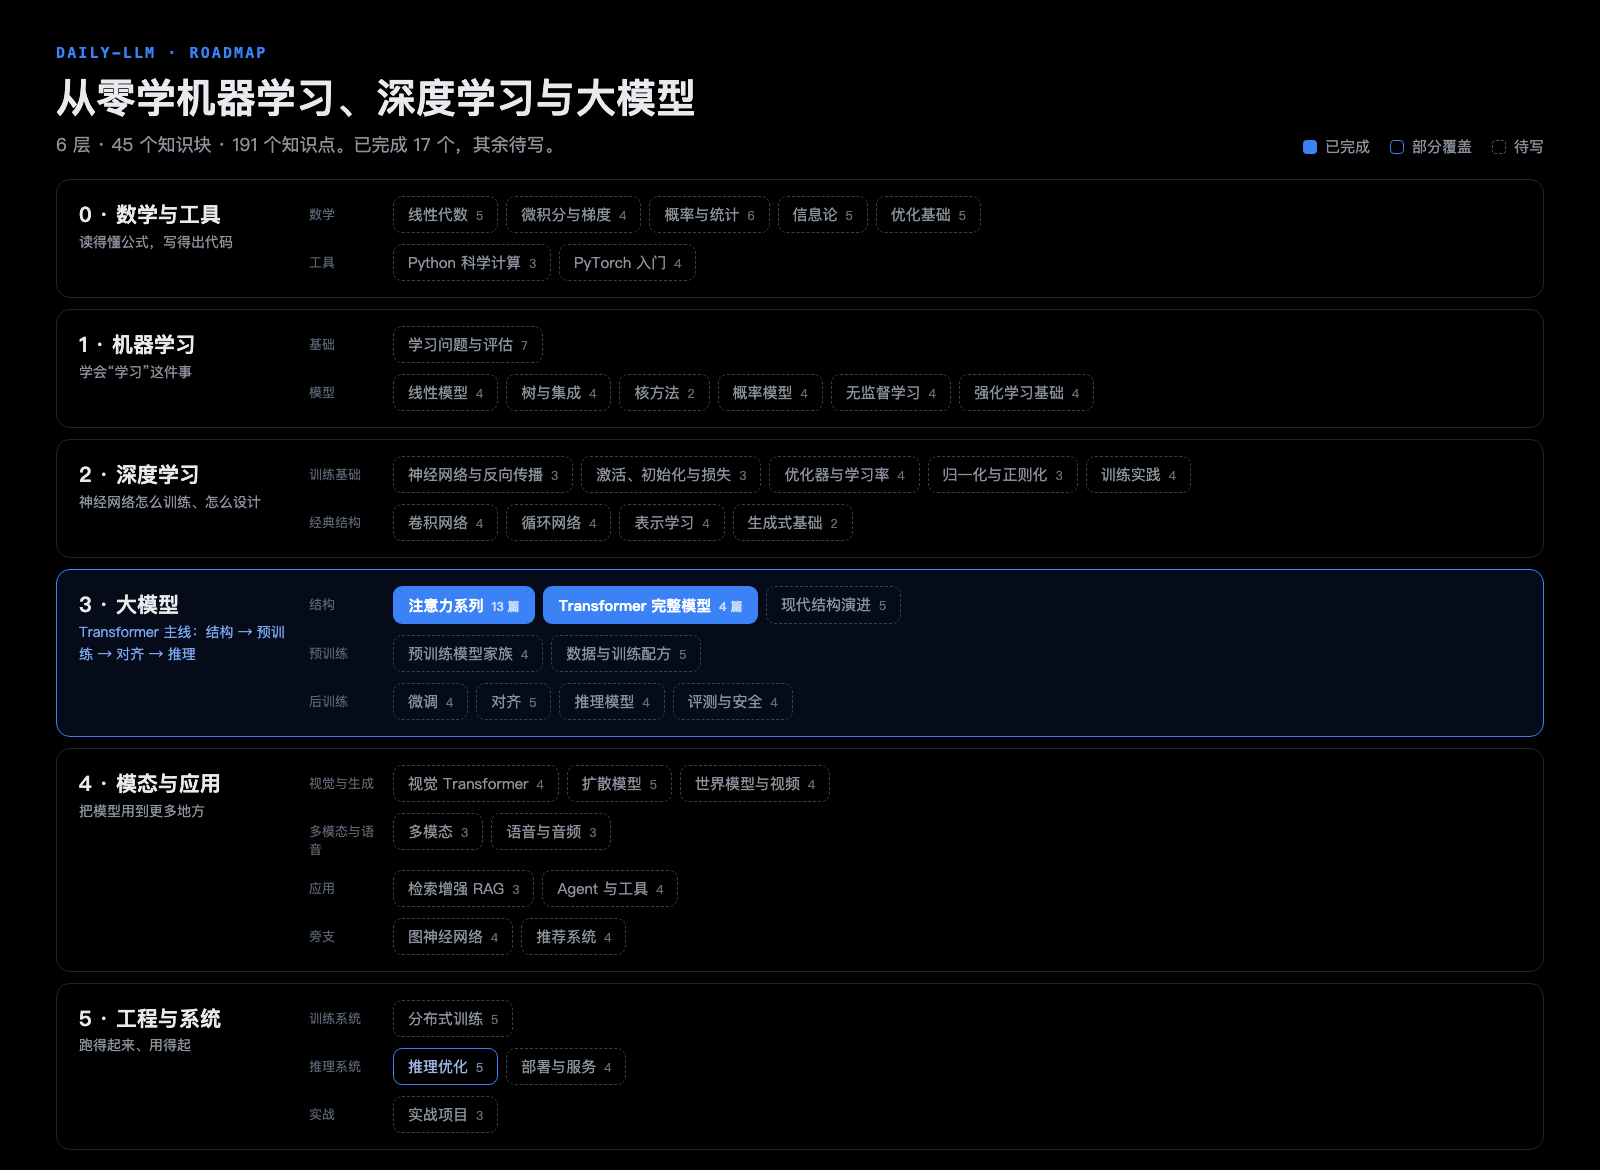 DAILY-LLM · ROADMAP
从零学机器学习、深度学习与大模型
6 层 · 45 个知识块 · 191 个知识点。已完成 17 个，其余待写。
已完成 部分覆盖 待写
0 · 数学与工具
读得懂公式，写得出代码
数学 线性代数 5 微积分与梯度 4 概率与统计 6 信息论 5 优化基础 5
工具 Python 科学计算 3 PyTorch 入门 4
1 · 机器学习
学会“学习”这件事
基础 学习问题与评估 7
模型 线性模型 4 树与集成 4 核方法 2 概率模型 4 无监督学习 4 强化学习基础 4
2 · 深度学习
神经网络怎么训练、怎么设计
训练基础 神经网络与反向传播 3 激活、初始化与损失 3 优化器与学习率 4 归一化与正则化 3 训练实践 4
经典结构 卷积网络 4 循环网络 4 表示学习 4 生成式基础 2
3 · 大模型
Transformer 主线：结构 → 预训
练 → 对齐 → 推理
结构 注意力系列 13 篇 Transformer 完整模型 4 篇 现代结构演进 5
预训练 预训练模型家族 4 数据与训练配方 5
后训练 微调 4 对齐 5 推理模型 4 评测与安全 4
4 · 模态与应用
把模型用到更多地方
视觉与生成 视觉 Transformer 4 扩散模型 5 世界模型与视频 4
多模态与语
音
多模态 3 语音与音频 3
应用 检索增强 RAG 3 Agent 与工具 4
旁支 图神经网络 4 推荐系统 4
5 · 工程与系统
跑得起来、用得起
训练系统 分布式训练 5
推理系统 推理优化 5 部署与服务 4
实战 实战项目 3